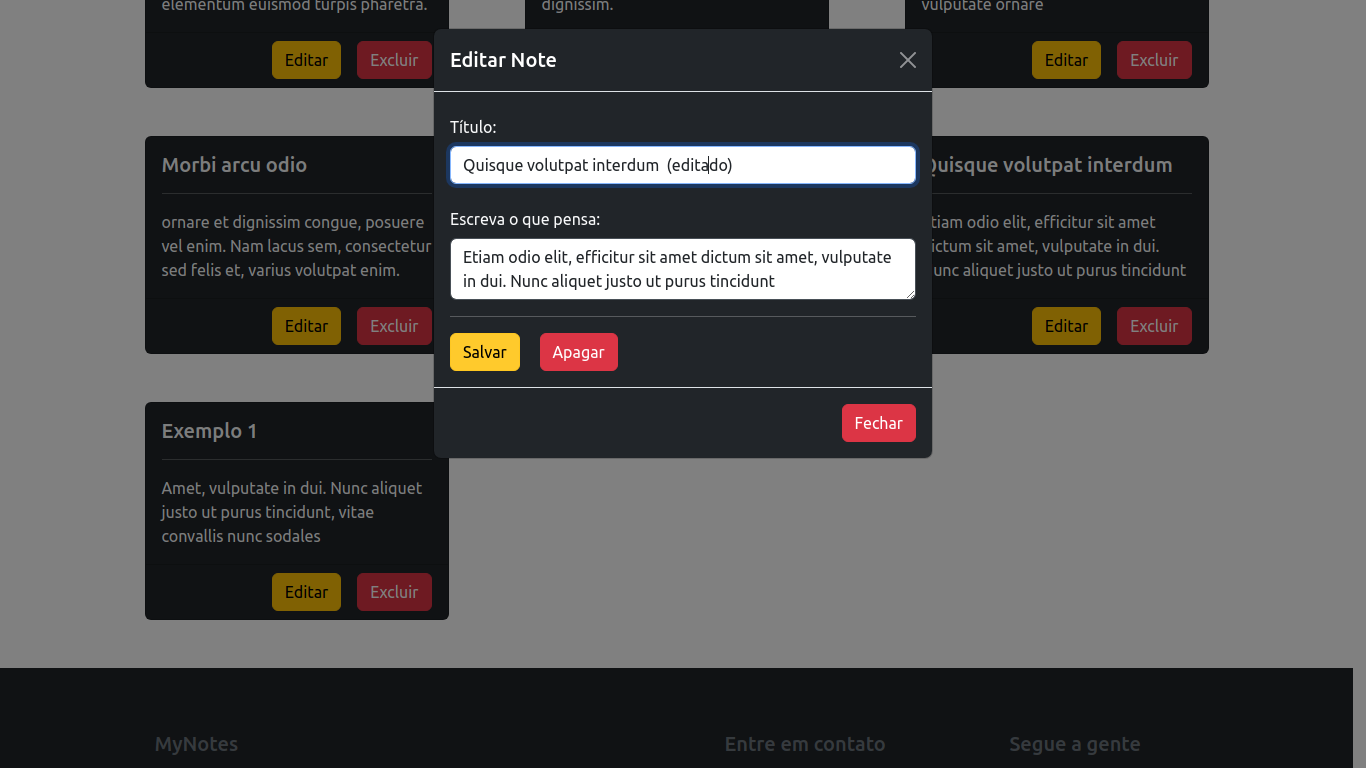 elementum euismod turpis pharetra.
dignissim.
vulputate ornare
Editar Excluir
Editar Excluir
Editar Note
Título:
Quisque volutpat interdum  (editado)
Escreva o que pensa:
Etiam odio elit, efficitur sit amet dictum sit amet, vulputate
in dui. Nunc aliquet justo ut purus tincidunt
Salvar Apagar
Fechar
Morbi arcu odio
ornare et dignissim congue, posuere
vel enim. Nam lacus sem, consectetur
sed felis et, varius volutpat enim.
Editar Excluir
Quisque volutpat interdum
tiam odio elit, efficitur sit amet
ictum sit amet, vulputate in dui.
unc aliquet justo ut purus tincidunt
Editar Excluir
Exemplo 1
Amet, vulputate in dui. Nunc aliquet
justo ut purus tincidunt, vitae
convallis nunc sodales
Editar Excluir
MyNotes
Entre em contato
Segue a gente